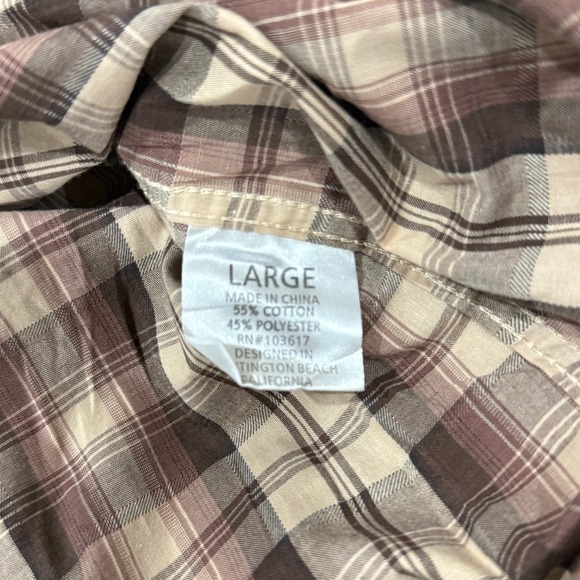 LARGE
MADE IN CHINA
55% COTTON
45% POLYESTER
RN#103617
DESIGNED IN
TINGTON BEACH
CALIFORNIA